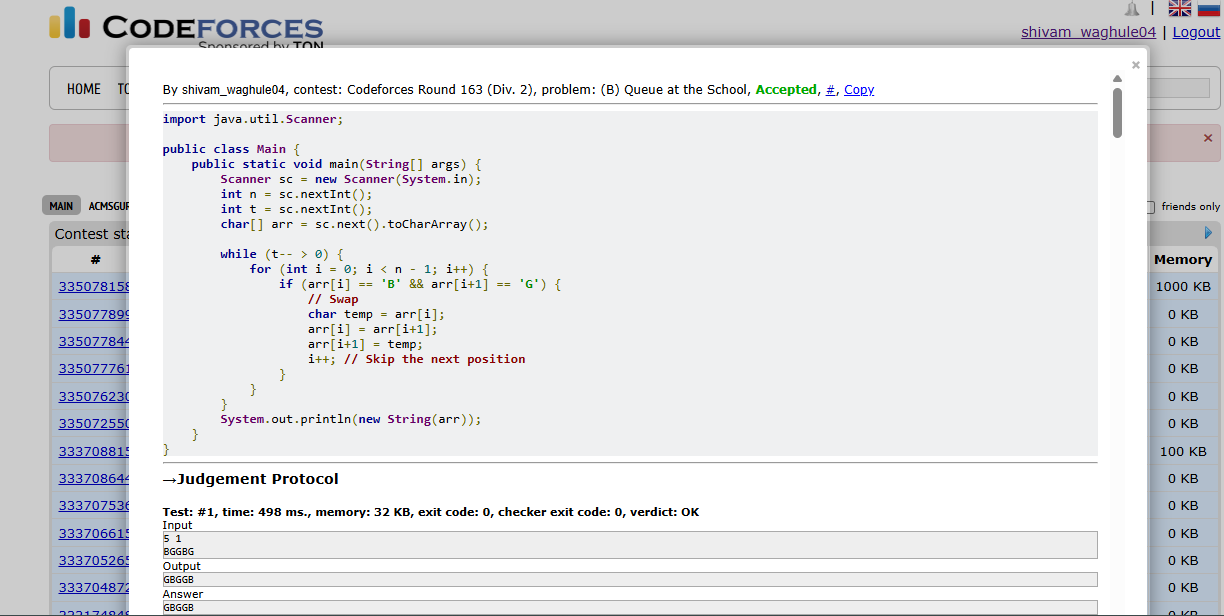 CODEFORCES
Sponsored by TON
shivam_waghule04 | Logout
HOME
By shivam_waghule04, contest: Codeforces Round 163 (Div. 2), problem: (B) Queue at the School, Accepted, #, Copy
import java.util.Scanner;
public class Main {
public static void main(String[] args) {
Scanner sc = new Scanner(System.in);
int n = sc.nextInt();
int t = sc.nextInt();
char[] arr = sc.next().toCharArray();
while (t-- > 0) {
for (int i = 0; i < n - 1; i++) {
if (arr[i] == 'B' && arr[i+1] == 'G') {
// Swap
char temp = arr[i];
arr[i] = arr[i+1];
arr[i+1] = temp;
i++; // Skip the next position
}
}
}
System.out.println(new String(arr));
}
}
→Judgement Protocol
Test: #1, time: 498 ms., memory: 32 KB, exit code: 0, checker exit code: 0, verdict: OK
Input
5 1
BGGBG
Output
GBGGB
Answer
GBGGB
MAIN
friends only
Contest
#
Memory
335078158
1000 KB
335077899
0 KB
335077844
0 KB
335077761
0 KB
335076230
0 KB
335072550
0 KB
333708815
100 KB
333708644
0 KB
333707536
0 KB
333706615
0 KB
333705265
0 KB
333704872
0 KB